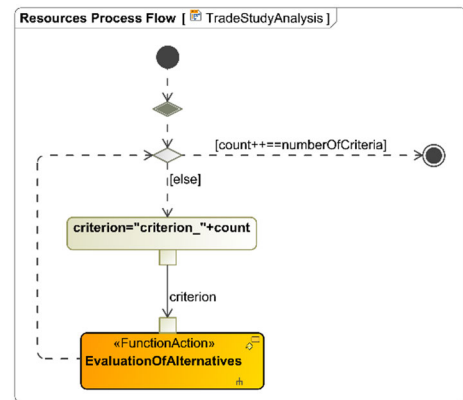 Resources Process Flow [ TradeStudyAnalysis ]
[count++==numberOfCriteria]
[else]
criterion="criterion_"+count
criterion
«FunctionAction»
EvaluationOfAlternatives